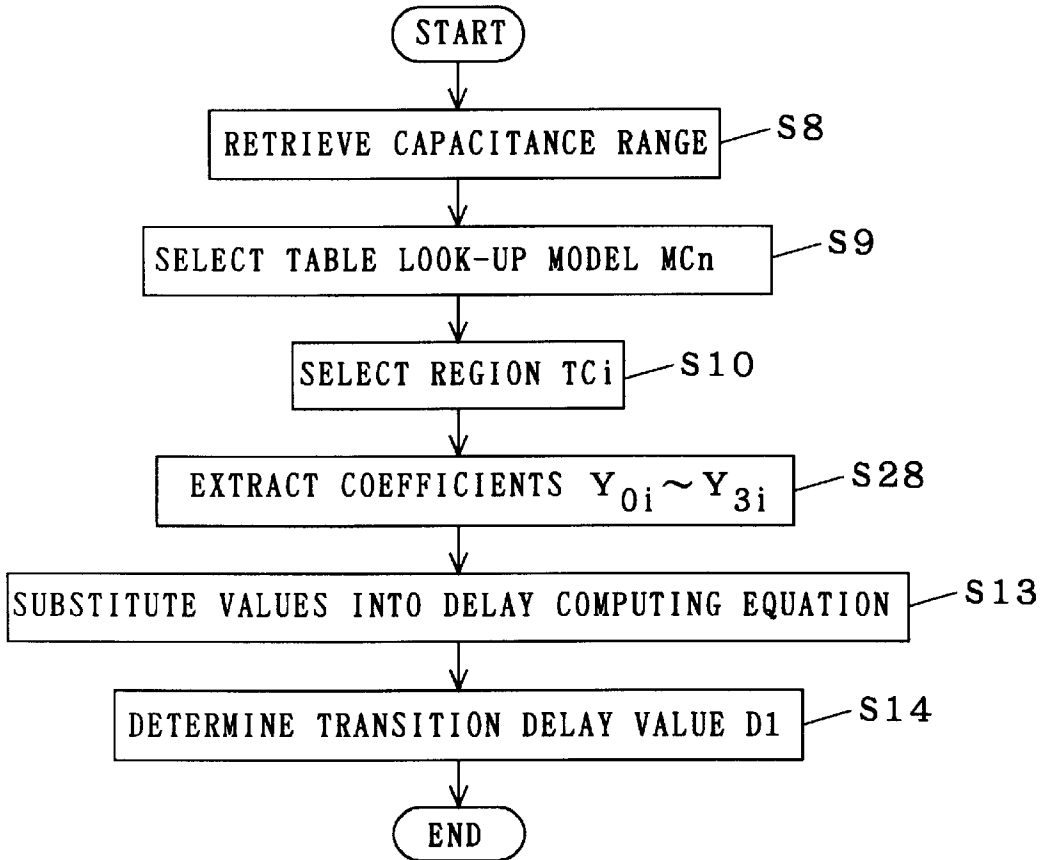 START
RETRIEVE CAPACITANCE RANGE
S8
SELECT TABLE LOOK-UP MODEL MCn
S9
SELECT REGION TCi
S10
EXTRACT COEFFICIENTS Y0i~Y3i
S28
SUBSTITUTE VALUES INTO DELAY COMPUTING EQUATION
S13
DETERMINE TRANSITION DELAY VALUE D1
S14
END